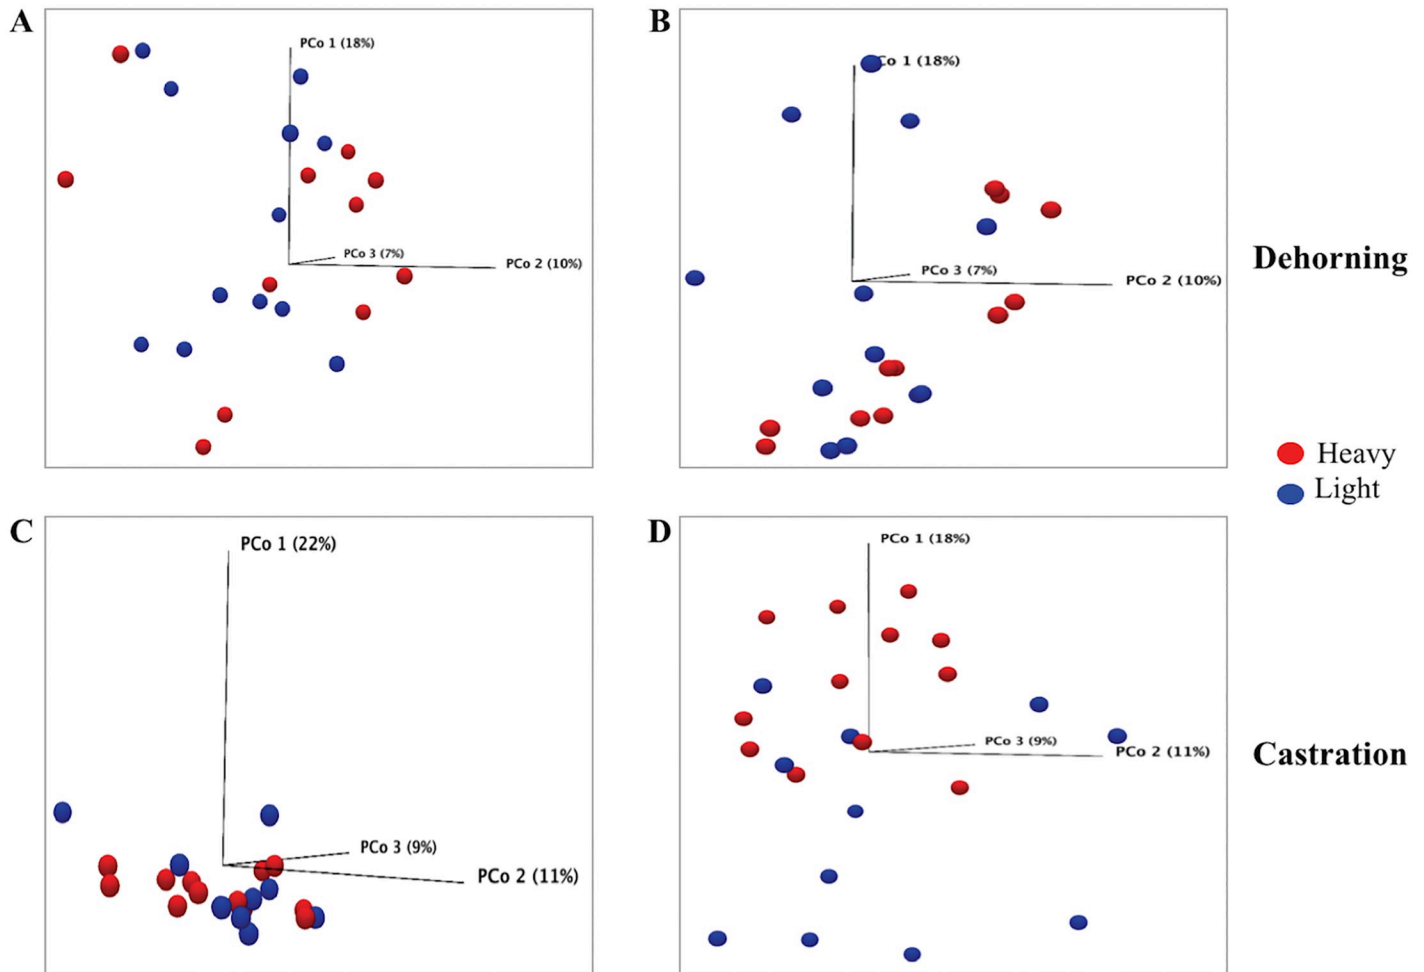 A
PCo 1 (18%)
PCo 3 (7%)
PCo 2 (10%)
B
Co 1 (18%)
PCo 3 (7%)
PCo 2 (10%)
Dehorning
Heavy
Light
C
PCo 1 (22%)
PCo 3 (9%)
PCo 2 (11%)
D
PCo 1 (18%)
PCo 3 (9%)
PCo 2 (11%)
Castration